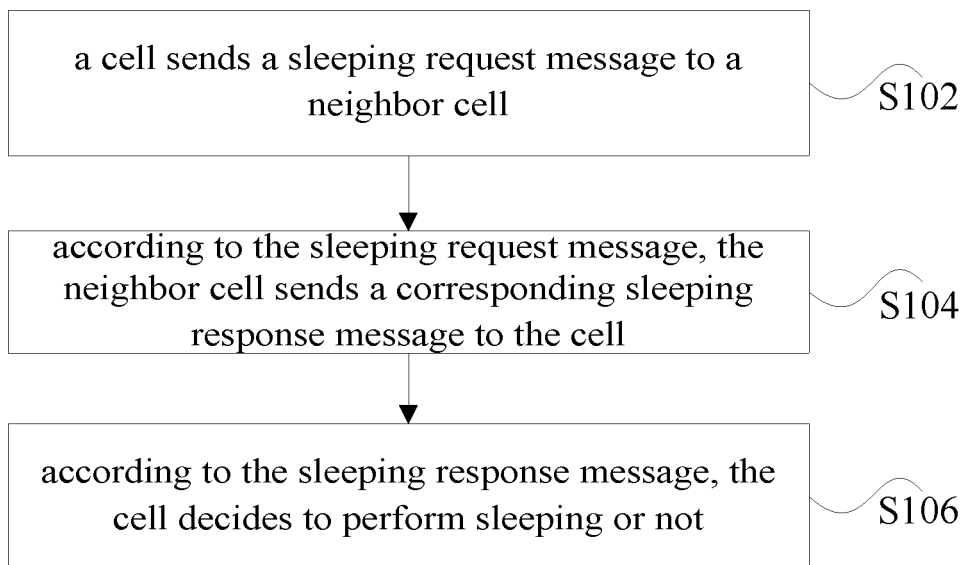 a cell sends a sleeping request message to a
neighbor cell
S102
according to the sleeping request message, the
neighbor cell sends a corresponding sleeping
response message to the cell
S104
according to the sleeping response message, the
cell decides to perform sleeping or not
S106